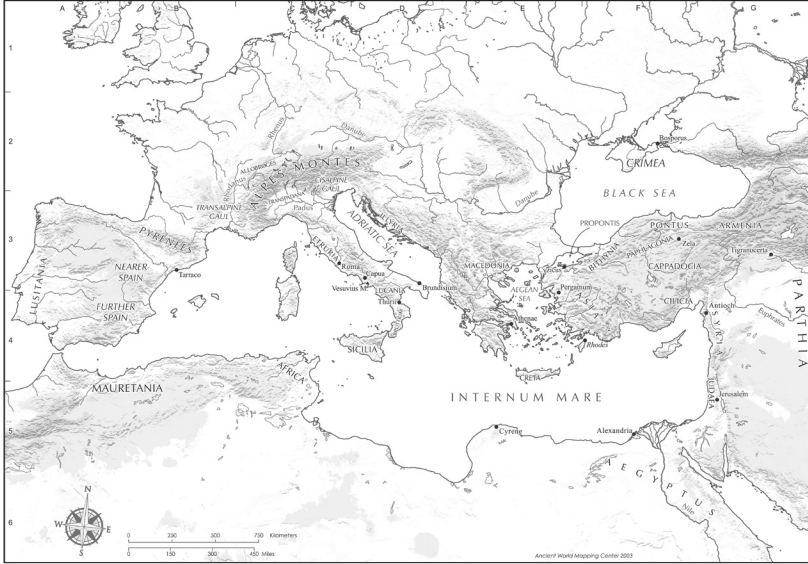 A B D E F G
1
2
3
4
5
6
Bosporus
CRIMEA
BLACK SEA
Rhenus
Danube
ALLOBROGES
Rhodanus
ALPES MONTES
CISALPINE
GAUL
TRANSPADANA
Padus
TRANSALPINE
GAUL
Danube
PROPONTIS
PONTUS
ARMENIA
PAPHLAGONIA
Zela
Tigranocerta
BITHYNIA
CAPPADOCIA
ILLYRIA
ADRIATIC SEA
ETRURIA
PYRENEES
NEARER
SPAIN
Tarraco
LUSITANIA
FURTHER
SPAIN
Roma
Capua
Vesuvius M.
Brundisium
LUCANIA
Thurii
MACEDONIA
AEGEAN
SEA
Pergamum
ASIA
Athenae
CILICIA
Antioch
Euphrates
PARTHIA
SYRIA
Rhodes
SICILIA
AFRICA
MAURETANIA
CRETA
INTERNUM MARE
JUDAEA
Jerusalem
Cyrene
Alexandria
AEGYPTUS
Nile
N
W E
S
0 250 500 750 Kilometers
0 150 300 450 Miles
Ancient World Mapping Center 2003